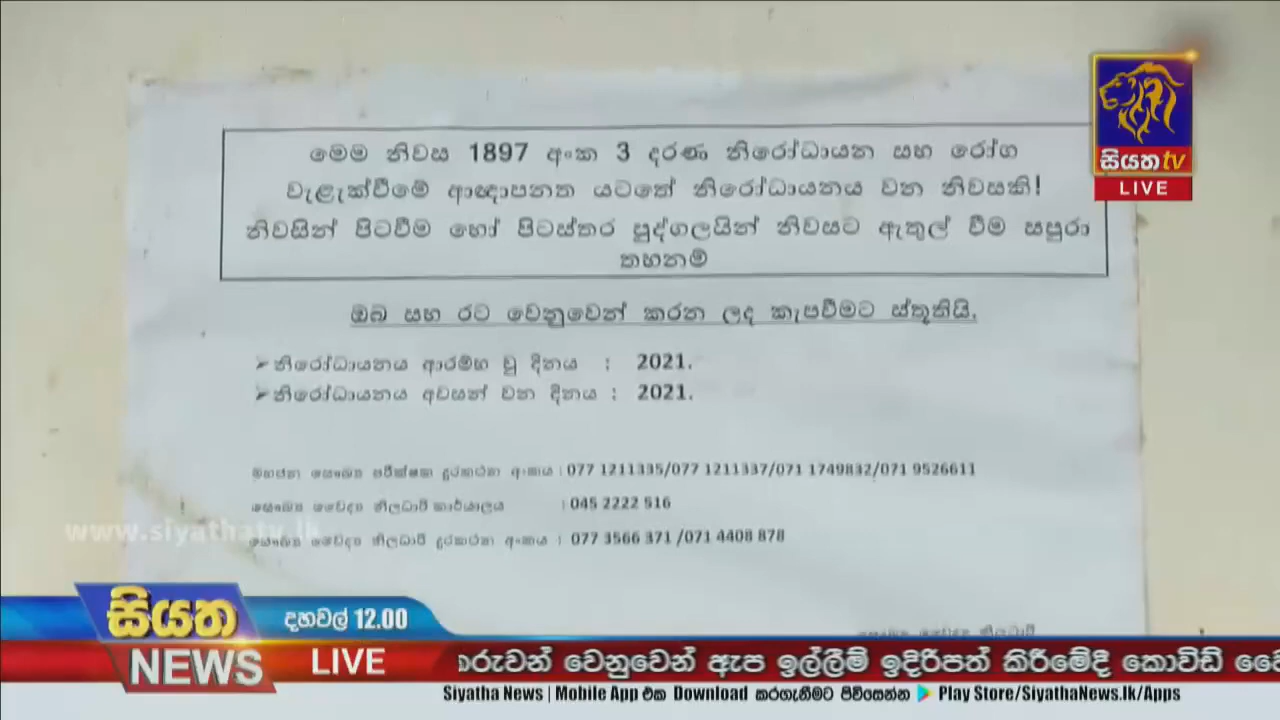 සියත tv
LIVE
මෙම නිවස 1897 අංක 3 දරණ නිරෝධායන සහ රෝග
වැළැක්වීමේ ආඥාපනත යටතේ නිරෝධායනය වන නිවසකි!
නිවසින් පිටවීම හෝ පිටස්තර පුද්ගලයින් නිවසට ඇතුල් වීම සපුරා
තහනම්
ඔබ සහ රට වෙනුවෙන් කරන ලද කැපවීමට ස්තූතියි.
➢නිරෝධායනය ආරම්භ වූ දිනය : 2021.
➢නිරෝධායනය අවසන් වන දිනය : 2021.
මහජන සෞඛ්‍ය පරීක්ෂක දුරකථන අංකය : 077 1211335/077 1211337/071 1749832/071 9526611
සෞඛ්‍ය වෛද්‍ය නිලධාරී කාර්යාලය : 045 2222 516
සෞඛ්‍ය වෛද්‍ය නිලධාරී දුරකථන අංකය : 077 3566 371 /071 4408 878
www.siyathatv.lk
සෞඛ්‍ය වෛද්‍ය නිලධාරී
සියත NEWS
දහවල් 12.00
LIVE
වෙනුවෙන් ඇප ඉල්ලීම් ඉදිරිපත් කිරීමේදී කොවිඩ්
Siyatha News | Mobile App එක Download කරගැනීමට පිවිසෙන්න Play Store/SiyathaNews.lk/Apps